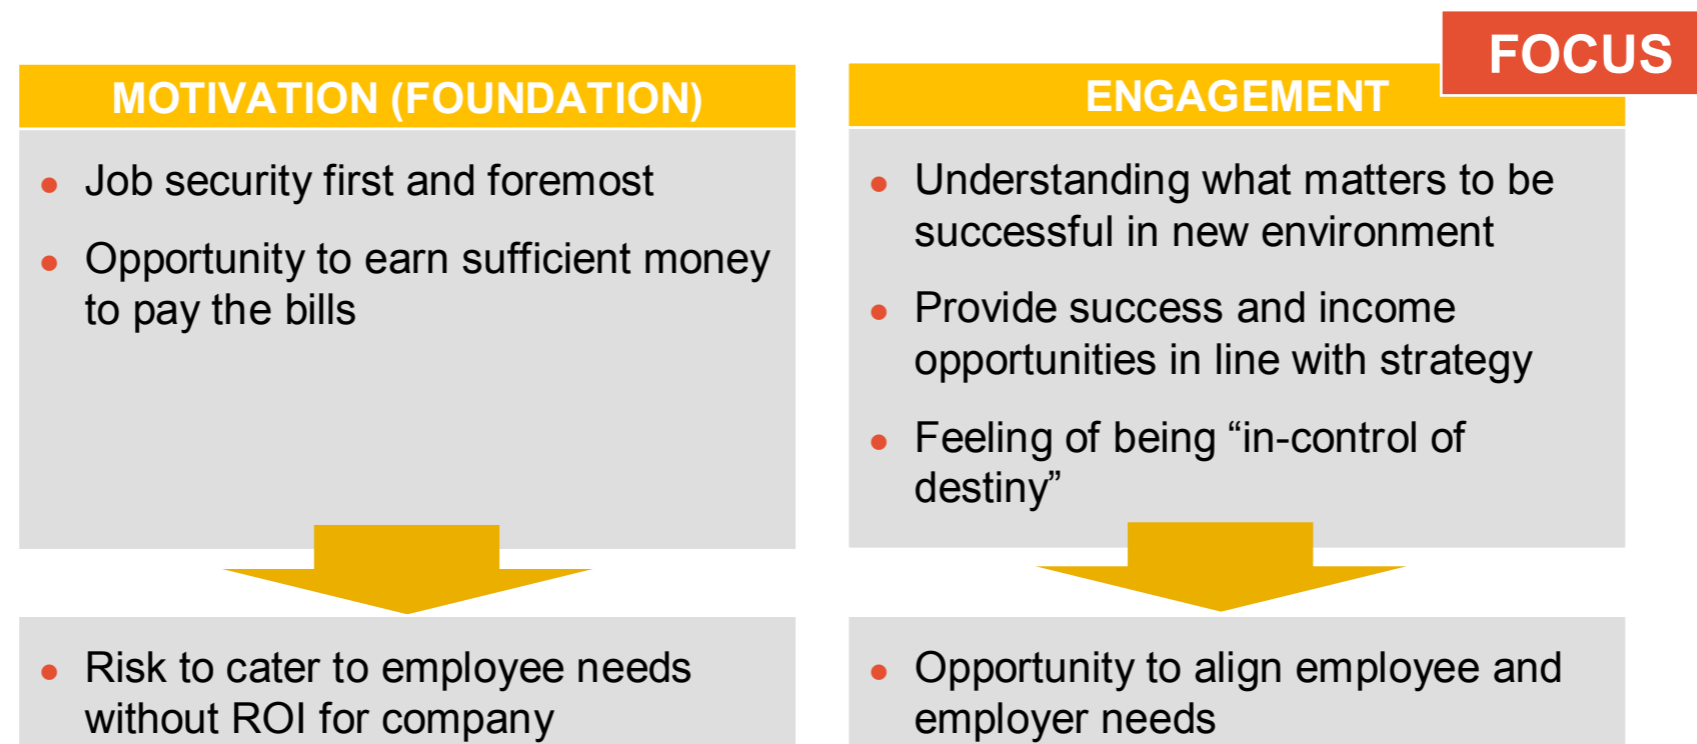 FOCUS
MOTIVATION (FOUNDATION)
● Job security first and foremost
● Opportunity to earn sufficient money
to pay the bills
ENGAGEMENT
● Understanding what matters to be
successful in new environment
● Provide success and income
opportunities in line with strategy
● Feeling of being “in-control of
destiny”
● Risk to cater to employee needs
without ROI for company
● Opportunity to align employee and
employer needs